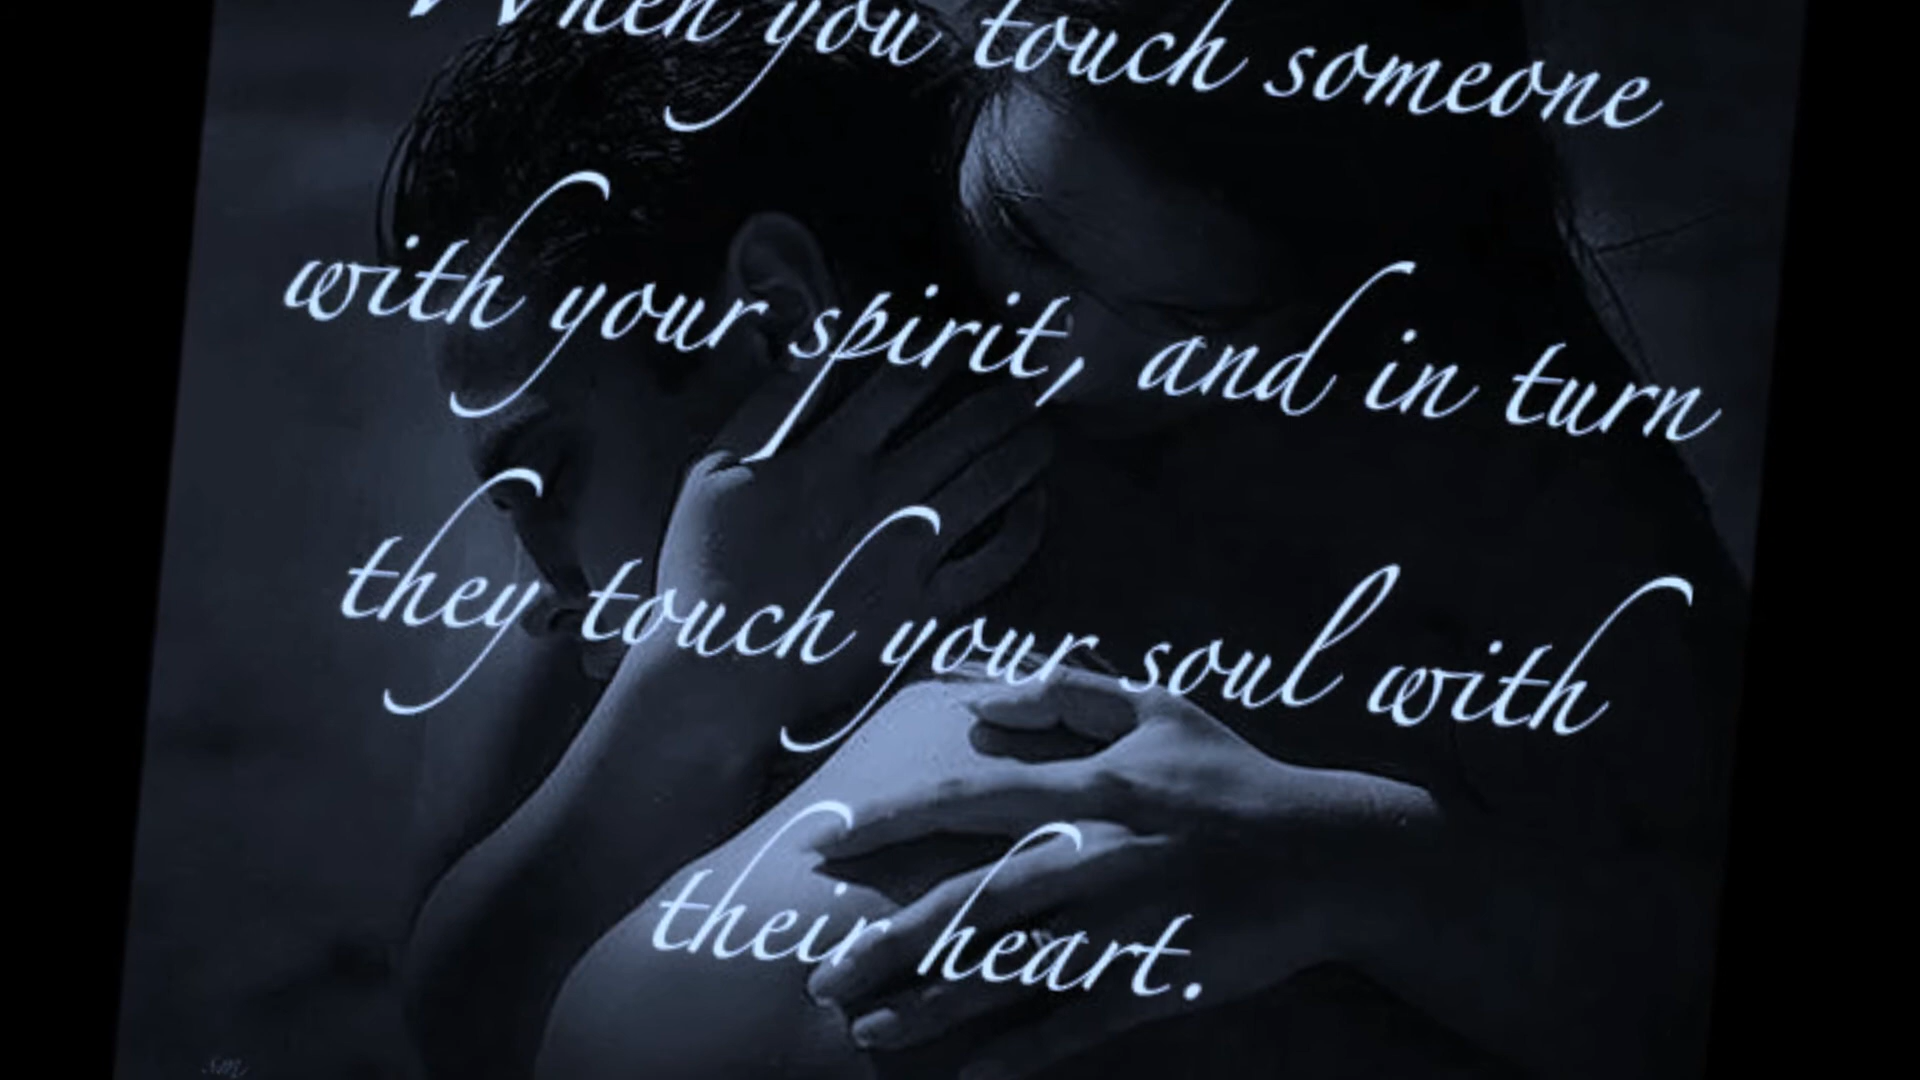 When you touch someone
with your spirit, and in turn
they touch your soul with
their heart.